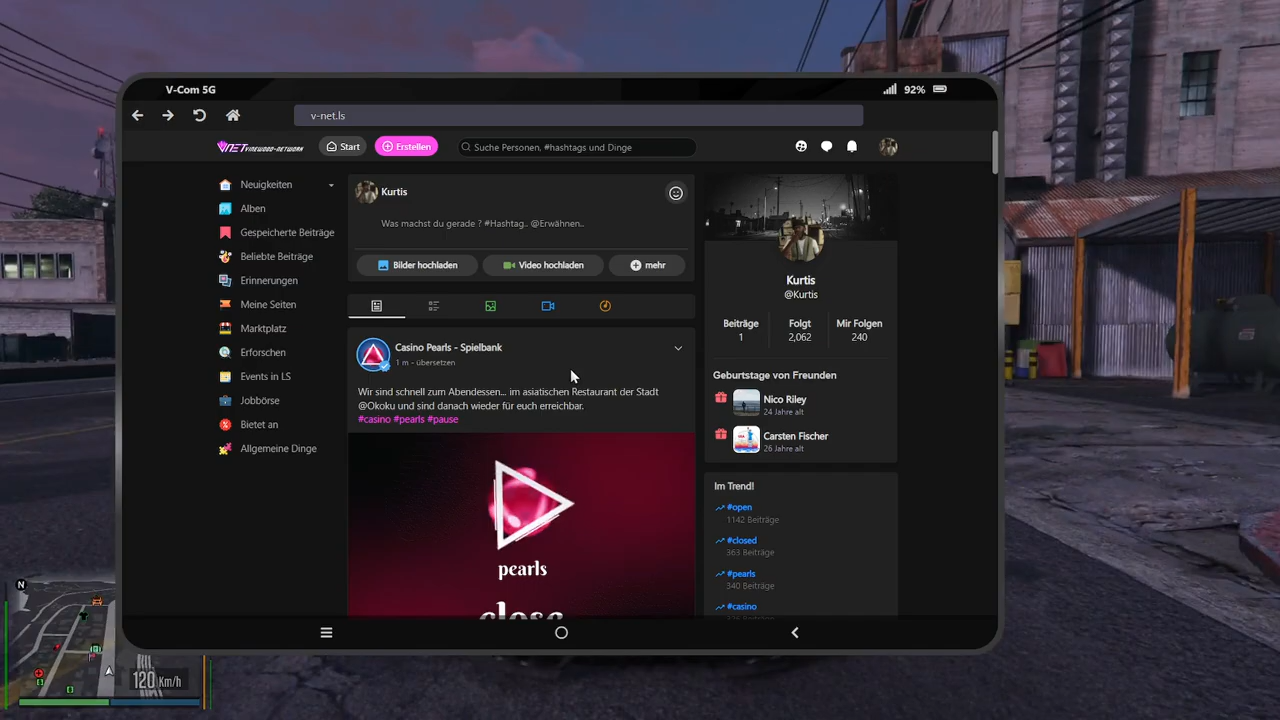 V-Com 5G
92%
v-net.ls
VNET VINEWOOD-NETWORK
Start
Erstellen
Suche Personen, #hashtags und Dinge
Neuigkeiten
Alben
Gespeicherte Beiträge
Beliebte Beiträge
Erinnerungen
Meine Seiten
Marktplatz
Erforschen
Events in LS
Jobbörse
Bietet an
Allgemeine Dinge
Kurtis
Was machst du gerade ? #Hashtag.. @Erwähnen..
Bilder hochladen
Video hochladen
mehr
Casino Pearls - Spielbank
1 m - übersetzen
Wir sind schnell zum Abendessen... im asiatischen Restaurant der Stadt
@Okoku und sind danach wieder für euch erreichbar.
#casino #pearls #pause
pearls
close
Kurtis
@Kurtis
Beiträge
1
Folgt
2,062
Mir Folgen
240
Geburtstage von Freunden
Nico Riley
24 Jahre alt
Carsten Fischer
26 Jahre alt
Im Trend!
#open
1142 Beiträge
#closed
363 Beiträge
#pearls
340 Beiträge
#casino
N
120 Km/h